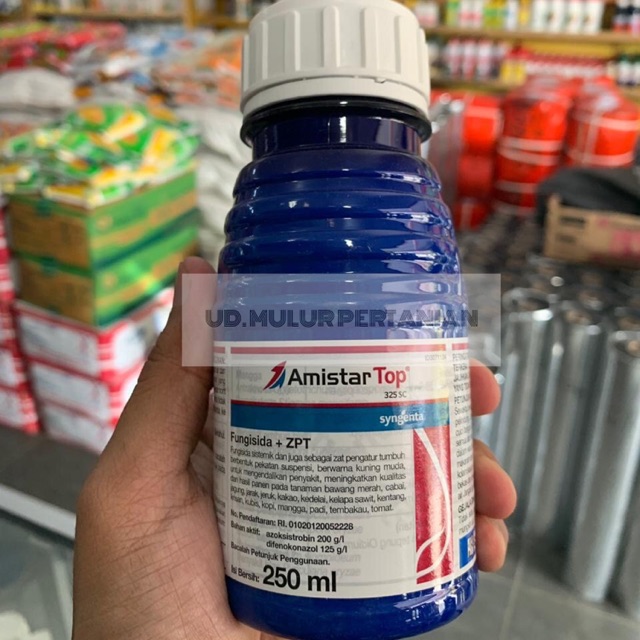 UD.MULUR PERTANIAN
Amistar Top®
325 SC
syngenta
Fungisida + ZPT
Fungisida sistemik dan juga sebagai zat pengatur tumbuh
berbentuk pekatan suspensi, berwarna kuning muda,
untuk mengendalikan penyakit, meningkatkan kualitas
dan hasil panen pada tanaman bawang merah, cabai,
jagung, jarak, jeruk, kakao, kedelai, kelapa sawit, kentang,
kubis, kopi, mangga, padi, tembakau, tomat.
No. Pendaftaran: RI. 01020120052228
Bahan aktif: azoksistrobin 200 g/l
difenokonazol 125 g/l
Bacalah Petunjuk Penggunaan.
Isi Bersih: 250 ml